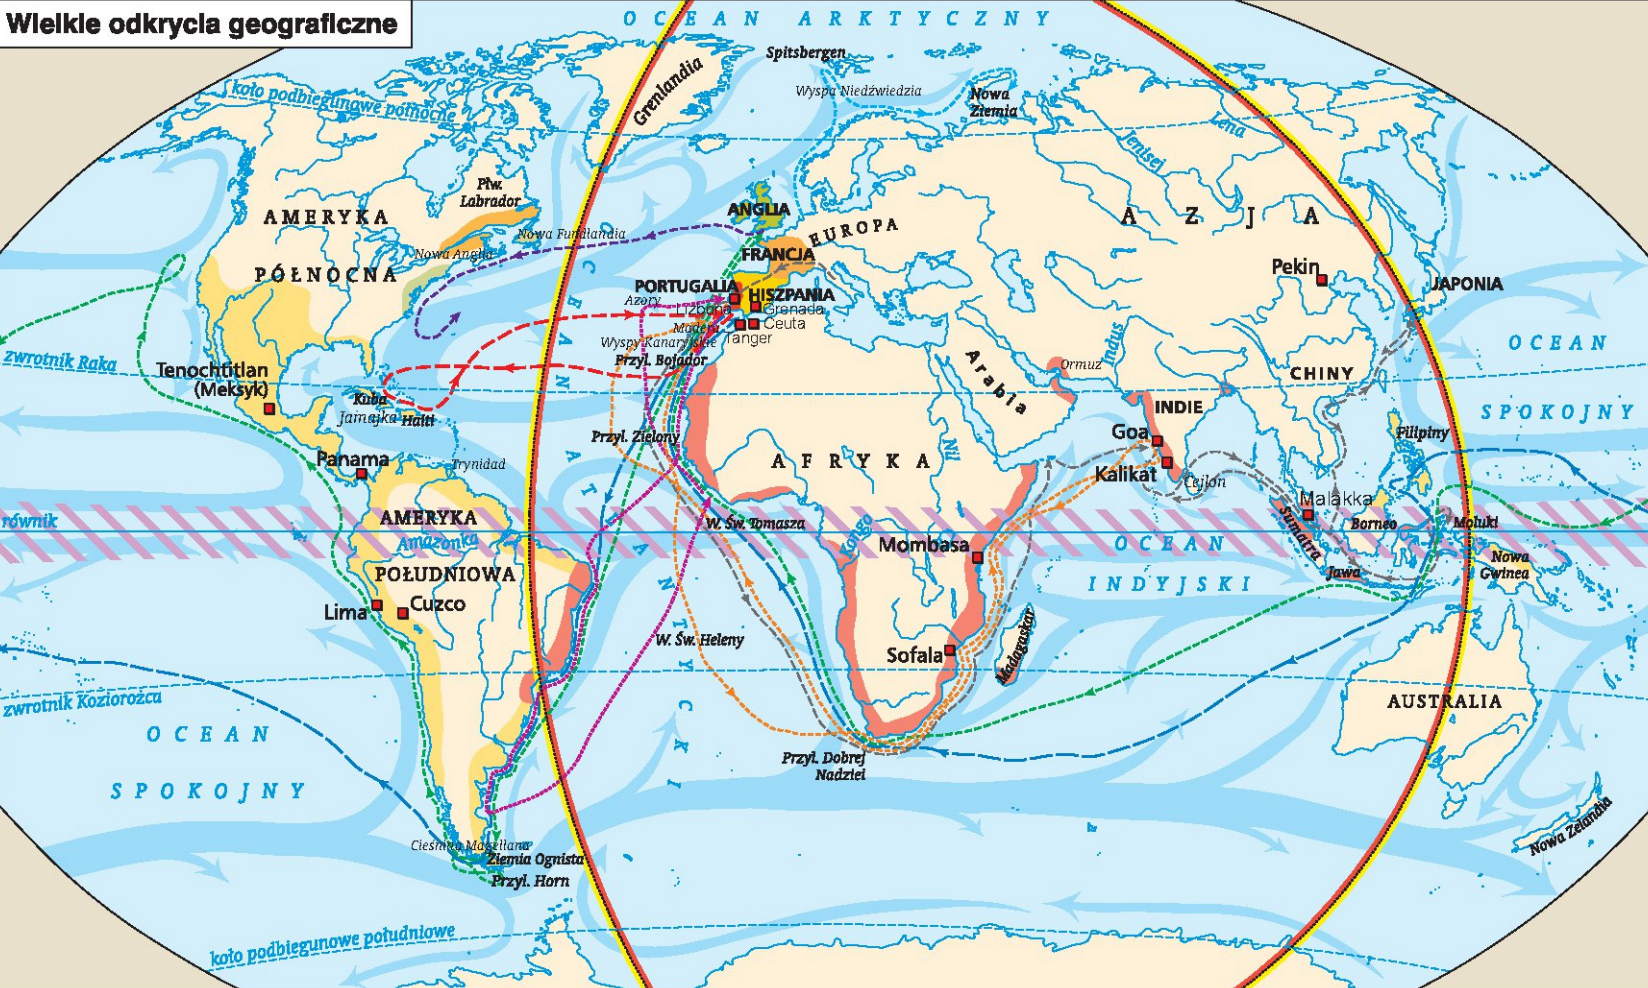 Wielkie odkrycia geograficzne
OCEAN ARKTYCZNY
Spitsbergen
Wyspa Niedźwiedzia
Nowa
Ziemia
Grenlandia
koło podbiegunowe północne
Lena
Jenisej
Płw.
Labrador
AMERYKA
PÓŁNOCNA
Nowa Fundlandia
Nowa Anglia
ANGLIA
EUROPA
FRANCJA
AZJA
Pekin
JAPONIA
PORTUGALIA
HISZPANIA
Azory
Lizbona
Grenada
Madera
Ceuta
Tanger
Wyspy Kanaryjskie
Przyl. Bojador
OCEAN
SPOKOJNY
zwrotnik Raka
Tenochtitlan
(Meksyk)
Kuba
Jamajka
Haiti
Arabia
Ormuz
Indus
CHINY
INDIE
Goa
Kalikat
Cejlon
Filipiny
Przyl. Zielony
AFRYKA
Nil
Panama
Trynidad
OCEAN ATLANTYCKI
równik
AMERYKA
Amazonka
POŁUDNIOWA
W. Św. Tomasza
Kongo
Mombasa
OCEAN
INDYJSKI
Malakka
Sumatra
Borneo
Moluki
Jawa
Nowa
Gwinea
Lima
Cuzco
W. Św. Heleny
Sofala
Madagaskar
zwrotnik Koziorożca
AUSTRALIA
OCEAN
SPOKOJNY
Przyl. Dobrej
Nadziei
Nowa Zelandia
Cieśnina Magellana
Ziemia Ognista
Przyl. Horn
koło podbiegunowe południowe